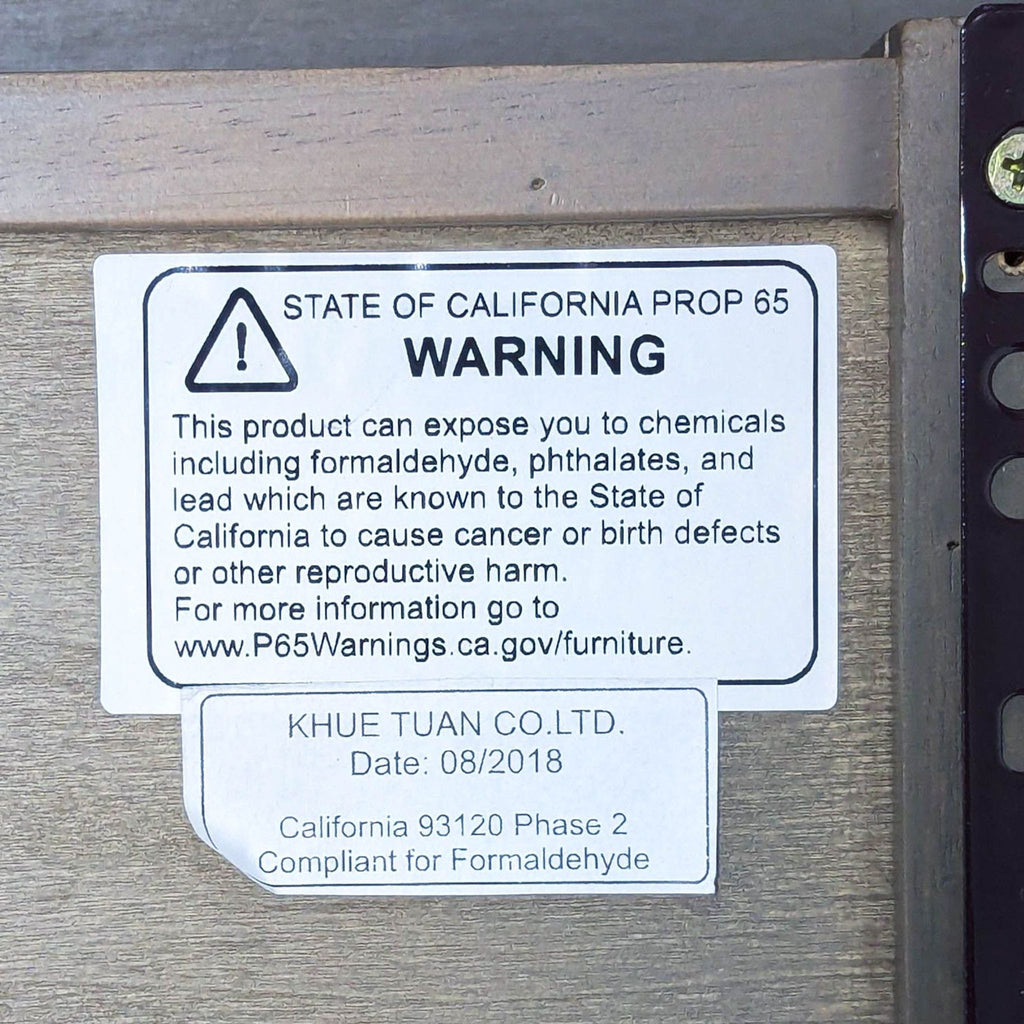 STATE OF CALIFORNIA PROP 65
WARNING
This product can expose you to chemicals
including formaldehyde, phthalates, and
lead which are known to the State of
California to cause cancer or birth defects
or other reproductive harm.
For more information go to
www.P65Warnings.ca.gov/furniture.
KHUE TUAN CO.LTD.
Date: 08/2018
California 93120 Phase 2
Compliant for Formaldehyde